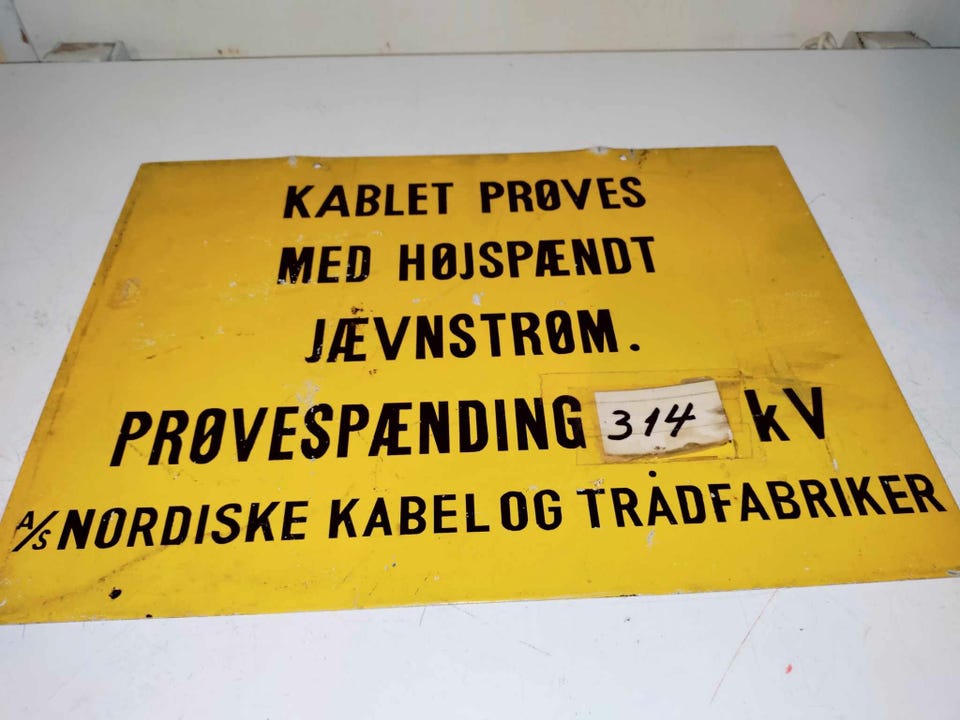 KABLET PRØVES
MED HØJSPÆNDT
JÆVNSTRØM.
PRØVESPÆNDING 314 kV
A/S NORDISKE KABEL OG TRÅDFABRIKER